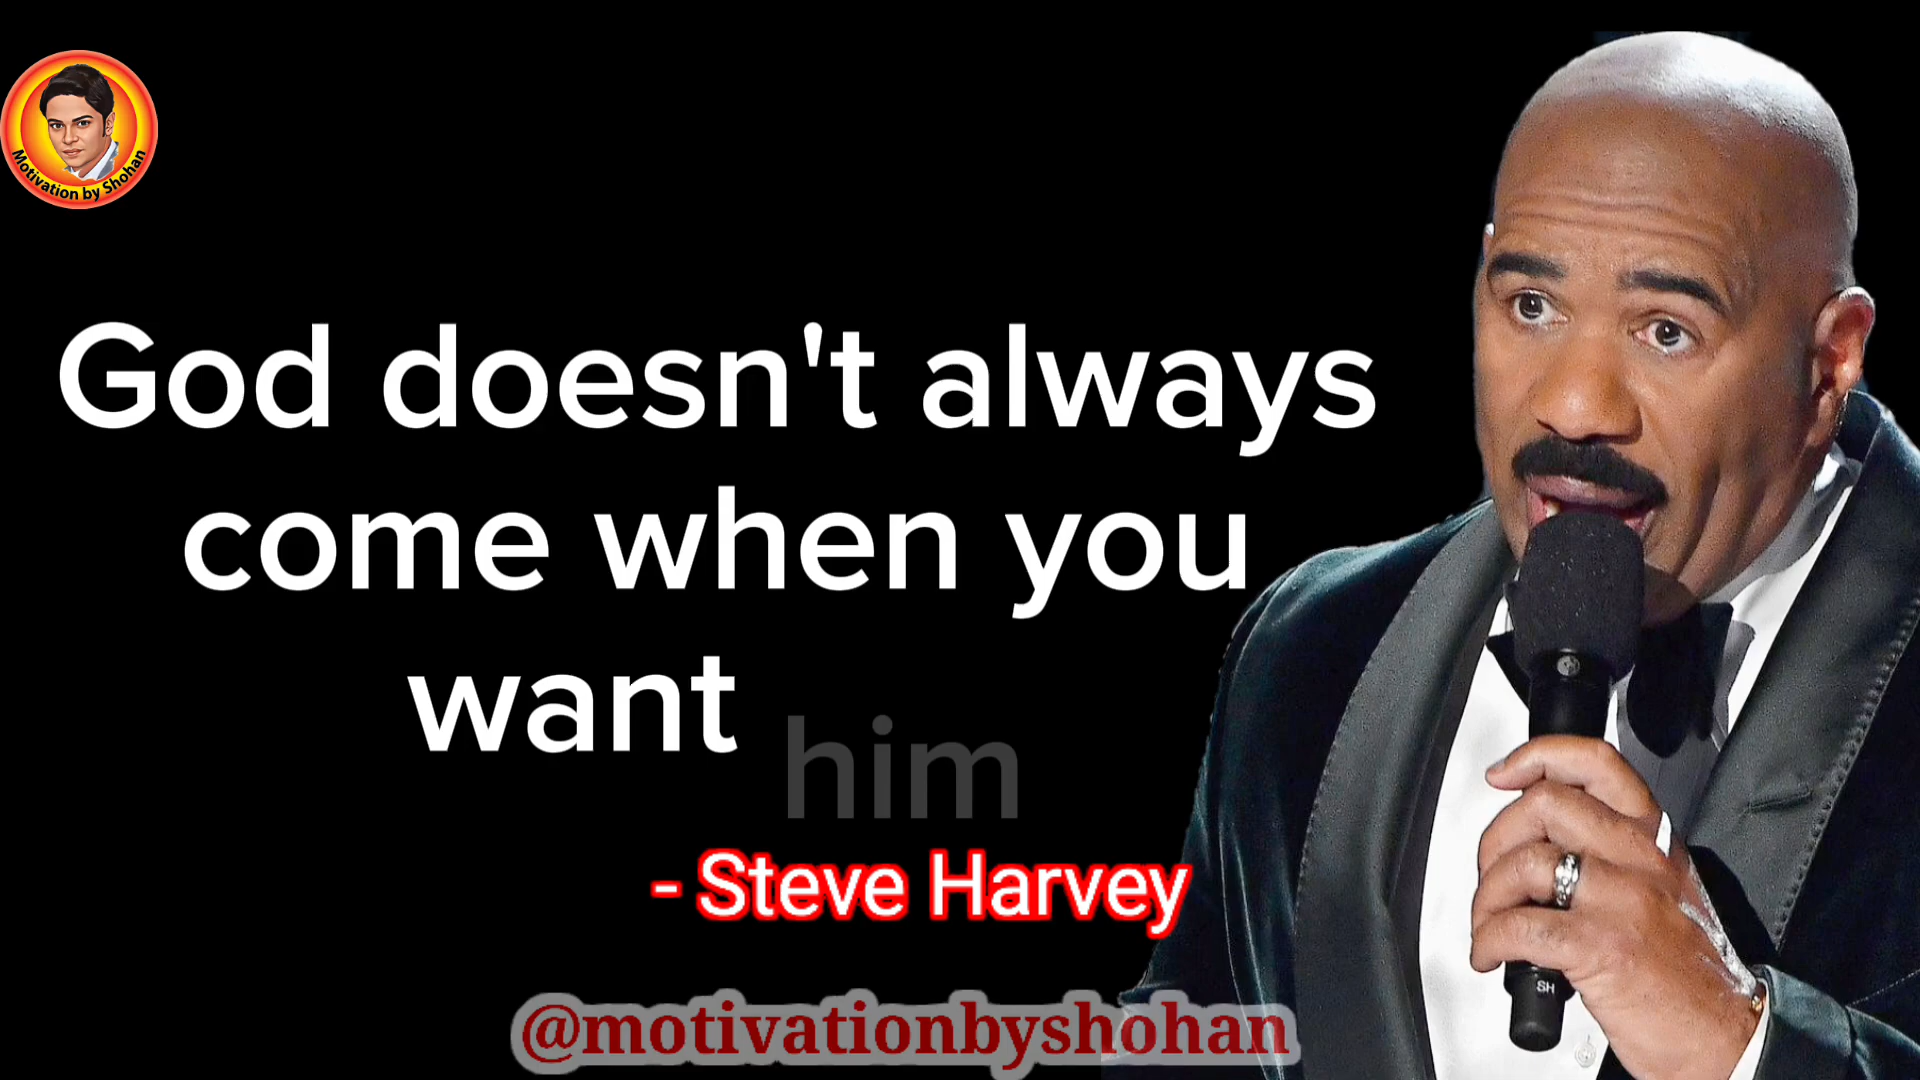 Motivation by Shohan
God doesn't always
come when you
want him
- Steve Harvey
SH
@motivationbyshohan